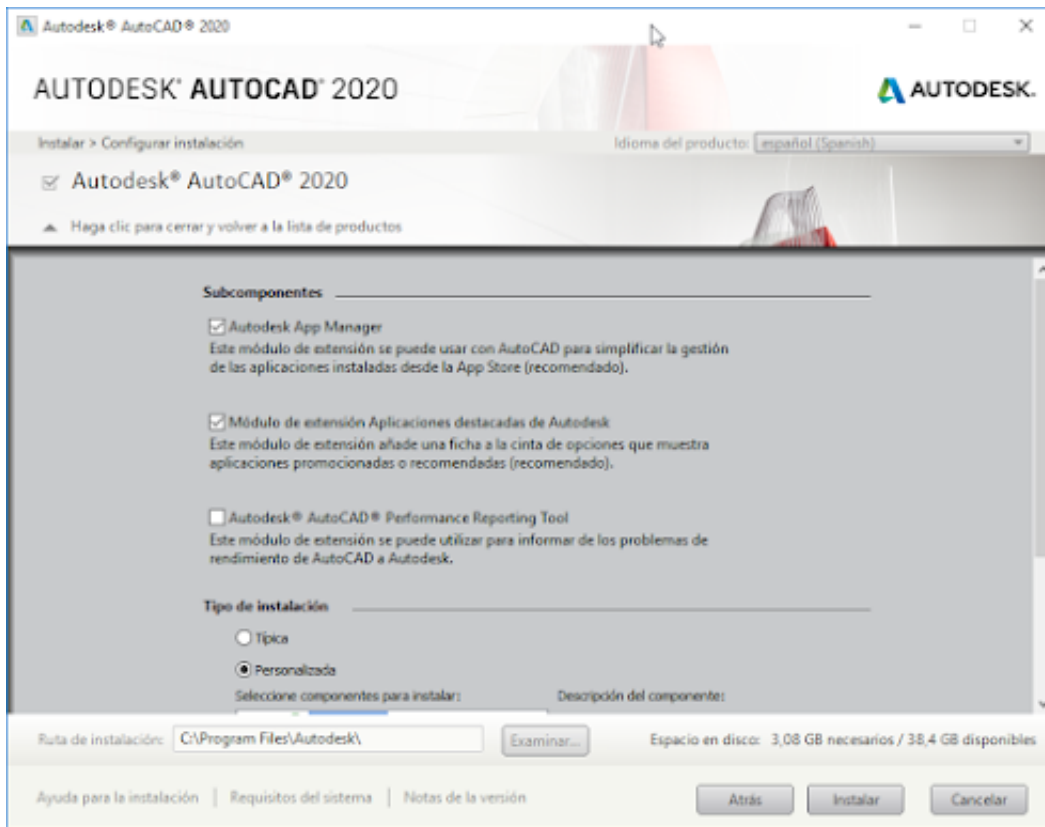 Autodesk® AutoCAD® 2020
AUTODESK® AUTOCAD® 2020
AUTODESK.
Instalar > Configurar instalación
Idioma del producto: español (Spanish)
Autodesk® AutoCAD® 2020
Haga clic para cerrar y volver a la lista de productos
Subcomponentes
Autodesk App Manager
Este módulo de extensión se puede usar con AutoCAD para simplificar la gestión
de las aplicaciones instaladas desde la App Store (recomendado).
Módulo de extensión Aplicaciones destacadas de Autodesk
Este módulo de extensión añade una ficha a la cinta de opciones que muestra
aplicaciones promocionadas o recomendadas (recomendado).
Autodesk® AutoCAD® Performance Reporting Tool
Este módulo de extensión se puede utilizar para informar de los problemas de
rendimiento de AutoCAD a Autodesk.
Tipo de instalación
Típica
Personalizada
Seleccione componentes para instalar:
Descripción del componente:
Ruta de instalación: C:\Program Files\Autodesk\
Examinar...
Espacio en disco: 3,08 GB necesarios / 38,4 GB disponibles
Ayuda para la instalación | Requisitos del sistema | Notas de la versión
Atrás
Instalar
Cancelar